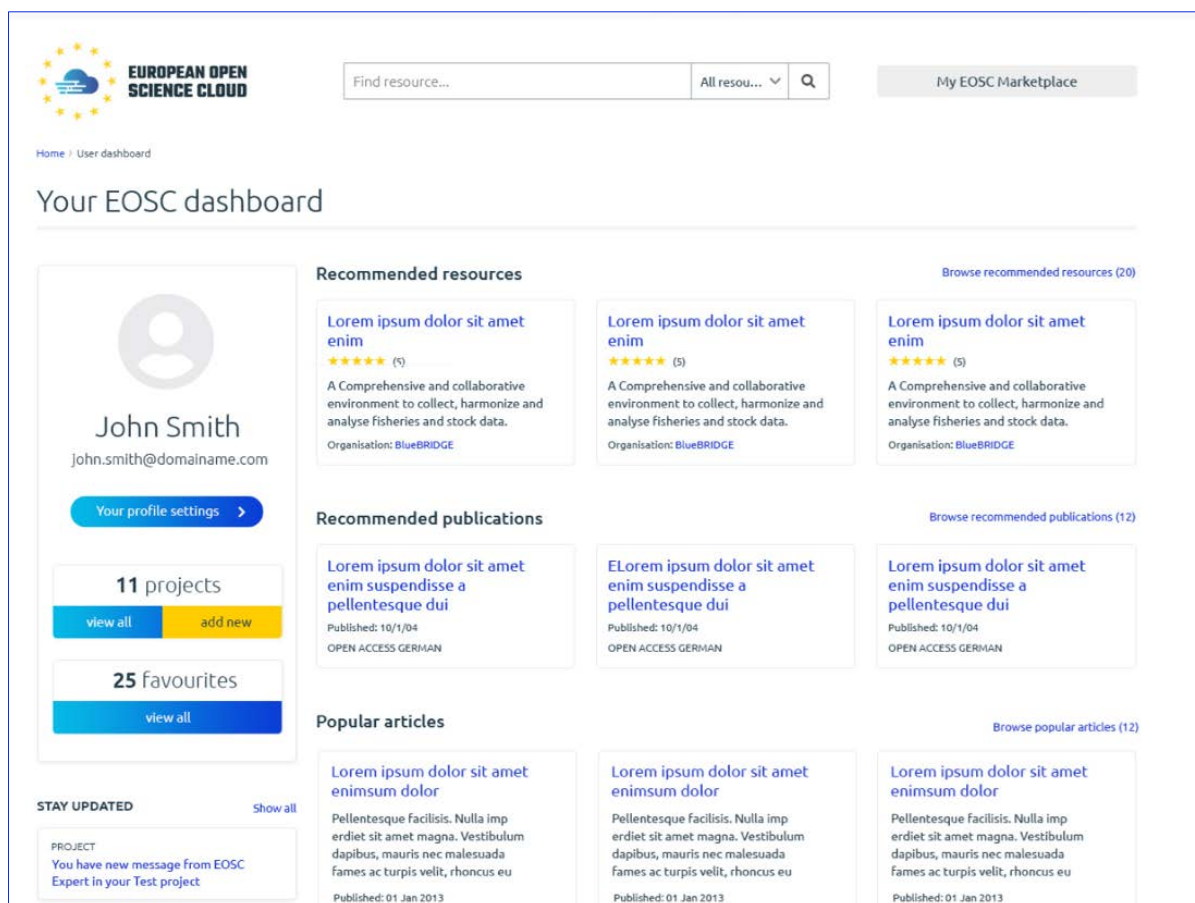 EUROPEAN OPEN
SCIENCE CLOUD
Find resource...
All resou...
My EOSC Marketplace
Home / User dashboard
Your EOSC dashboard
John Smith
john.smith@domainame.com
Your profile settings
11 projects
view all
add new
25 favourites
view all
STAY UPDATED
Show all
PROJECT
You have new message from EOSC
Expert in your Test project
Recommended resources
Browse recommended resources (20)
Lorem ipsum dolor sit amet
enim
(5)
A Comprehensive and collaborative
environment to collect, harmonize and
analyse fisheries and stock data.
Organisation: BlueBRIDGE
Lorem ipsum dolor sit amet
enim
(5)
A Comprehensive and collaborative
environment to collect, harmonize and
analyse fisheries and stock data.
Organisation: BlueBRIDGE
Lorem ipsum dolor sit amet
enim
(5)
A Comprehensive and collaborative
environment to collect, harmonize and
analyse fisheries and stock data.
Organisation: BlueBRIDGE
Recommended publications
Browse recommended publications (12)
Lorem ipsum dolor sit amet
enim suspendisse a
pellentesque dui
Published: 10/1/04
OPEN ACCESS GERMAN
ELorem ipsum dolor sit amet
enim suspendisse a
pellentesque dui
Published: 10/1/04
OPEN ACCESS GERMAN
Lorem ipsum dolor sit amet
enim suspendisse a
pellentesque dui
Published: 10/1/04
OPEN ACCESS GERMAN
Popular articles
Browse popular articles (12)
Lorem ipsum dolor sit amet
enimsum dolor
Pellentesque facilisis. Nulla imp
erdiet sit amet magna. Vestibulum
dapibus, mauris nec malesuada
fames ac turpis velit, rhoncus eu
Published: 01 Jan 2013
Lorem ipsum dolor sit amet
enimsum dolor
Pellentesque facilisis. Nulla imp
erdiet sit amet magna. Vestibulum
dapibus, mauris nec malesuada
fames ac turpis velit, rhoncus eu
Published: 01 Jan 2013
Lorem ipsum dolor sit amet
enimsum dolor
Pellentesque facilisis. Nulla imp
erdiet sit amet magna. Vestibulum
dapibus, mauris nec malesuada
fames ac turpis velit, rhoncus eu
Published: 01 Jan 2013